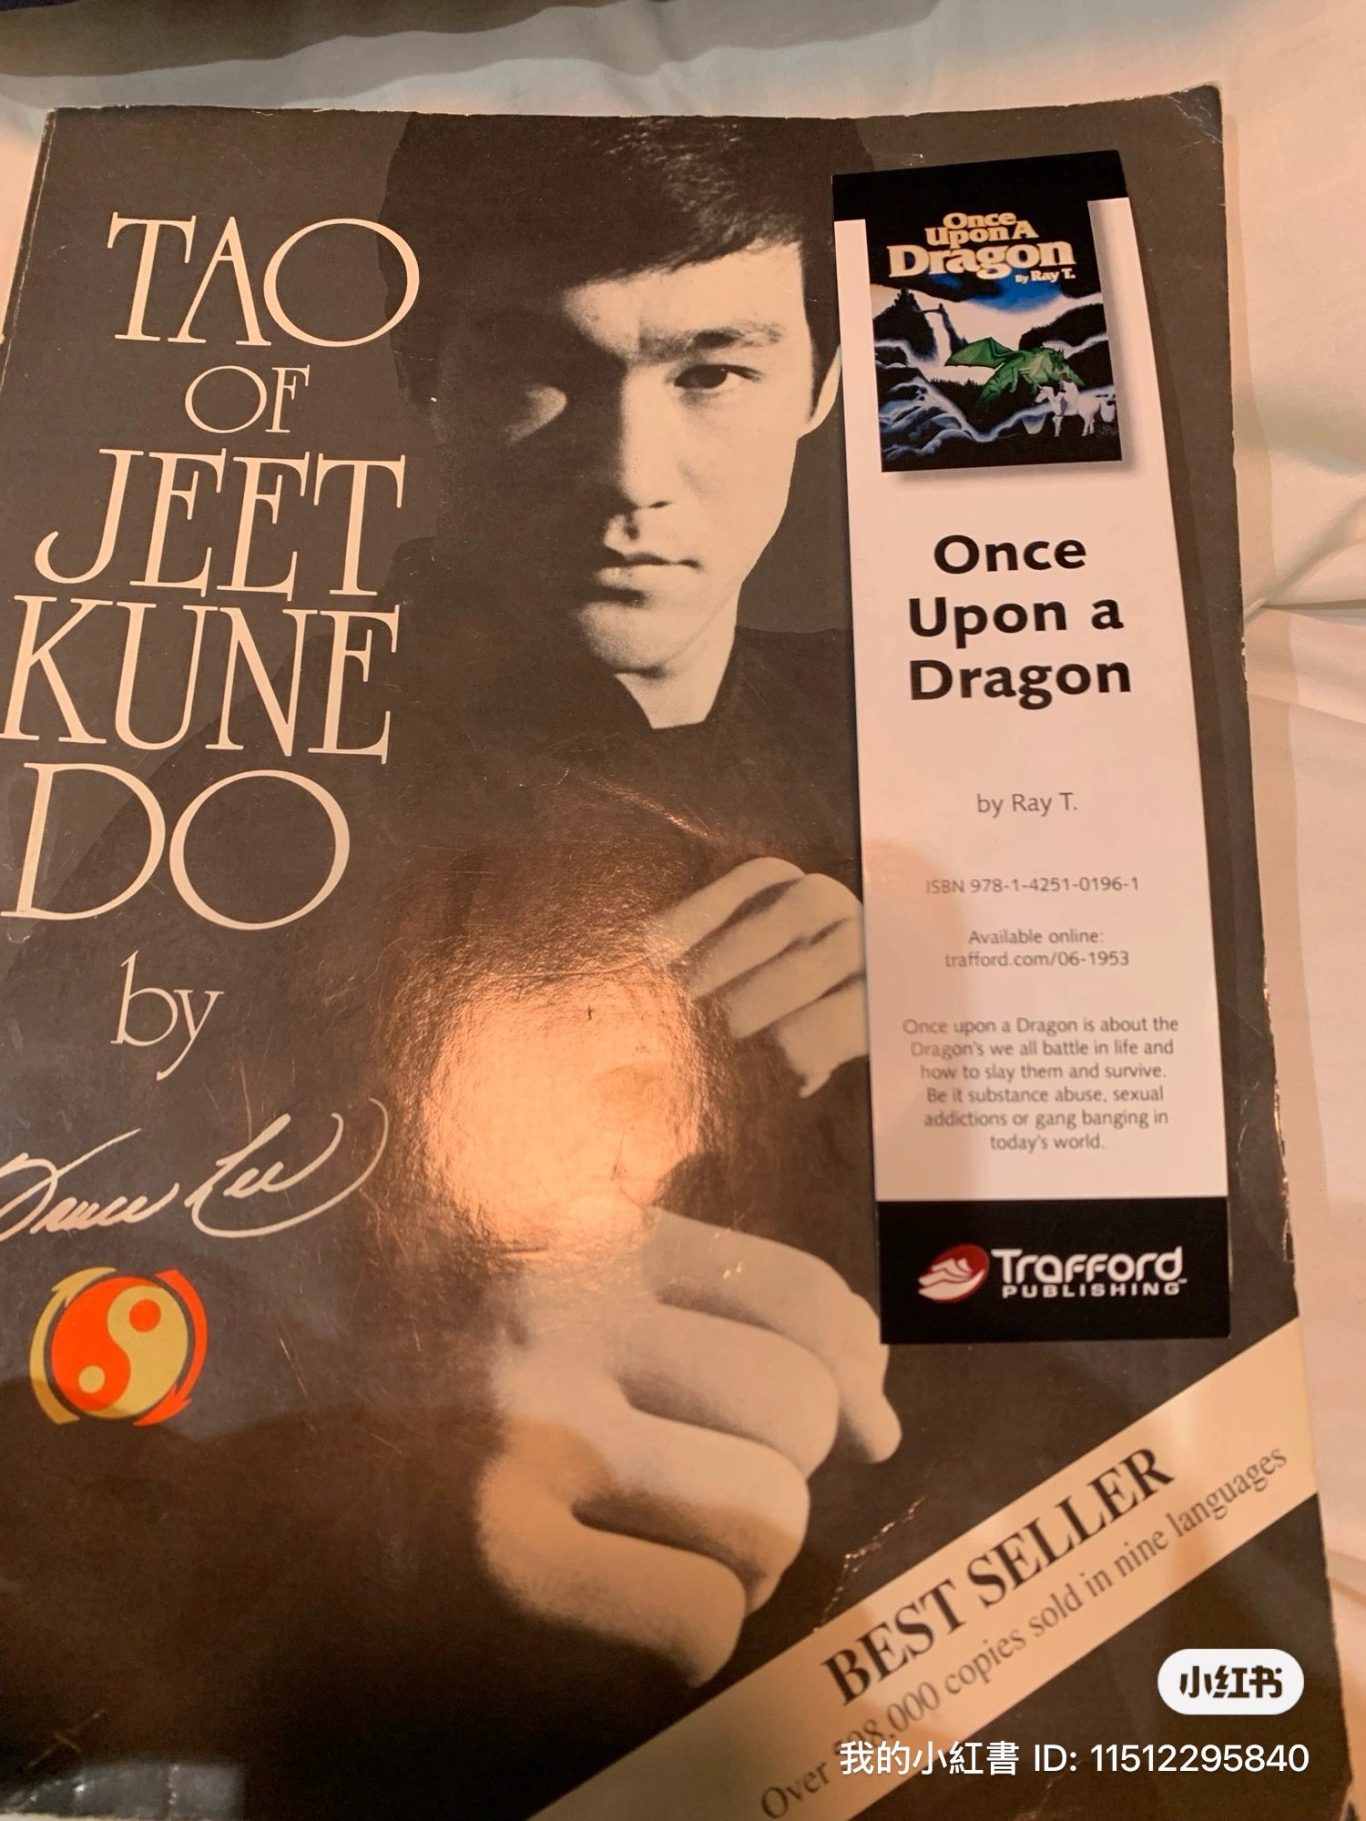 TAO
OF
JEET
KUNE
DO
by
Bruce Lee
Once
Upon A
Dragon
By Ray T.
Once
Upon a
Dragon
by Ray T.
ISBN 978-1-4251-0196-1
Available online:
trafford.com/06-1953
Once upon a Dragon is about the
Dragon's we all battle in life and
how to slay them and survive.
Be it substance abuse, sexual
addictions or gang banging in
today's world.
Trafford
PUBLISHING™
BEST SELLER
Over copies sold in nine languages
小红书
我的小紅書 ID: 11512295840